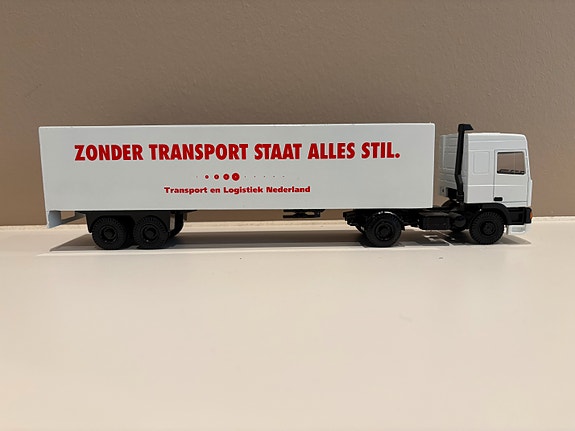 ZONDER TRANSPORT STAAT ALLES STIL.
Transport en Logistiek Nederland